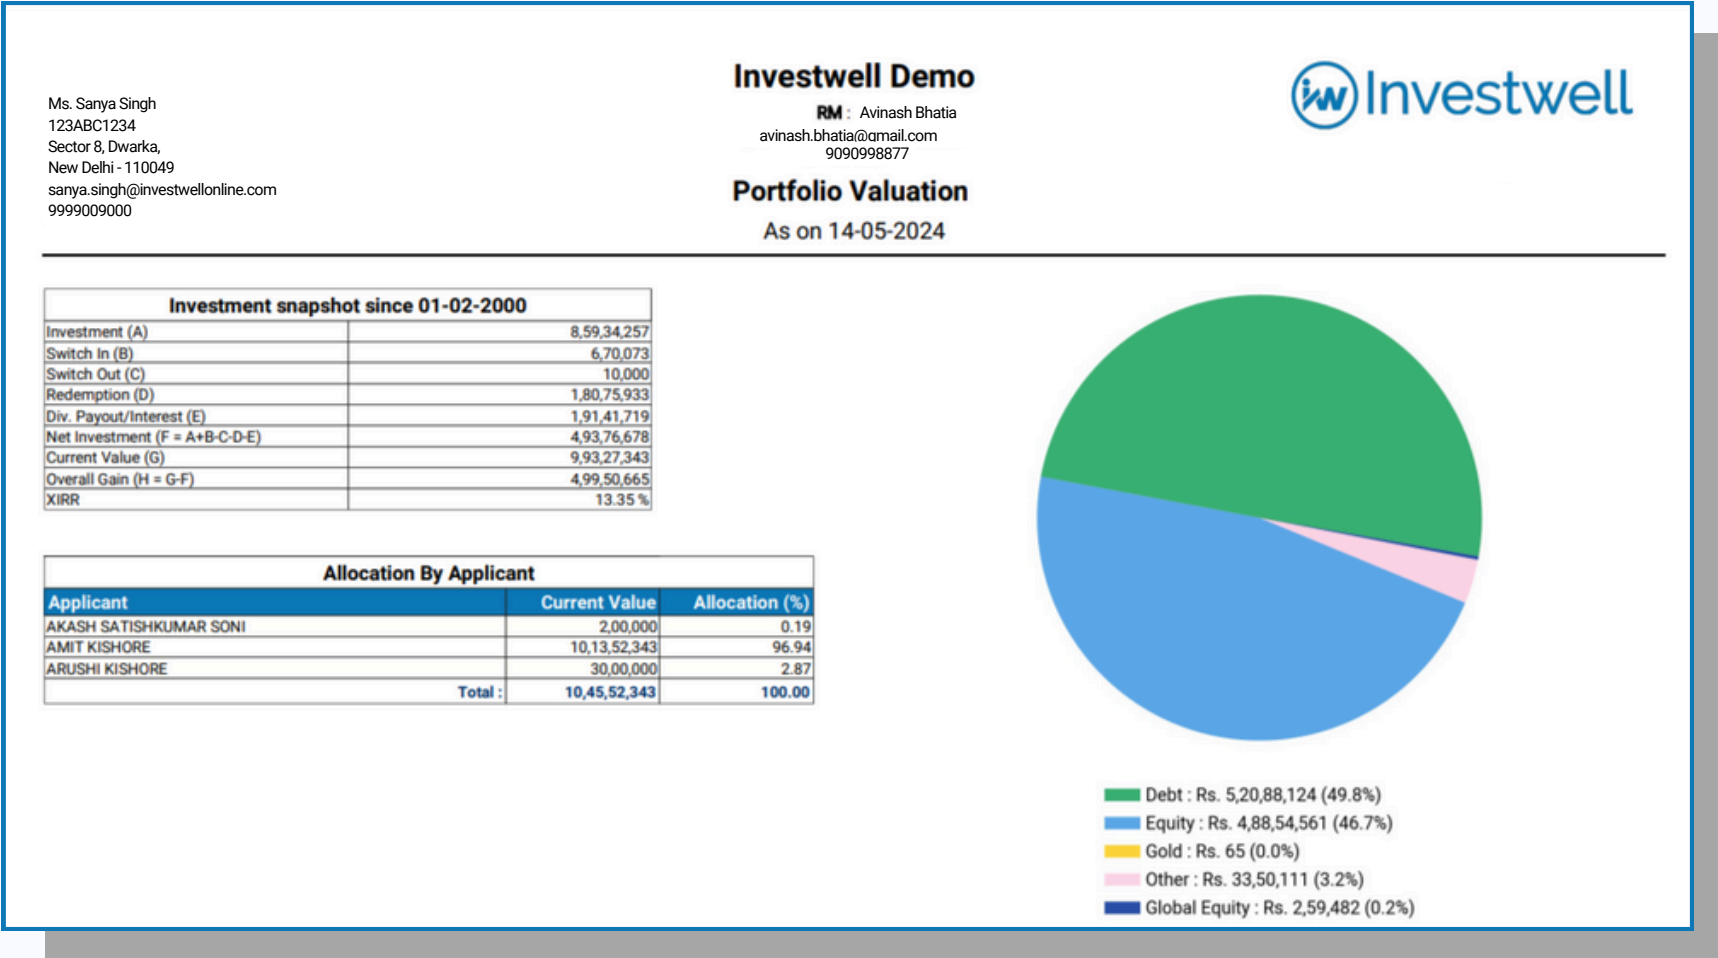 Investwell Demo
Investwell
Ms. Sanya Singh
123ABC1234
Sector 8, Dwarka,
New Delhi - 110049
sanya.singh@investwellonline.com
9999009000
RM : Avinash Bhatia
avinash.bhatia@gmail.com
9090998877
Portfolio Valuation
As on 14-05-2024
Investment snapshot since 01-02-2000
Investment (A) 8,59,34,257
Switch In (B) 6,70,073
Switch Out (C) 10,000
Redemption (D) 1,80,75,933
Div. Payout/Interest (E) 1,91,41,719
Net Investment (F = A+B-C-D-E) 4,93,76,678
Current Value (G) 9,93,27,343
Overall Gain (H = G-F) 4,99,50,665
XIRR 13.35 %
Allocation By Applicant
Applicant Current Value Allocation (%)
AKASH SATISHKUMAR SONI 2,00,000 0.19
AMIT KISHORE 10,13,52,343 96.94
ARUSHI KISHORE 30,00,000 2.87
Total : 10,45,52,343 100.00
Debt : Rs. 5,20,88,124 (49.8%)
Equity : Rs. 4,88,54,561 (46.7%)
Gold : Rs. 65 (0.0%)
Other : Rs. 33,50,111 (3.2%)
Global Equity : Rs. 2,59,482 (0.2%)